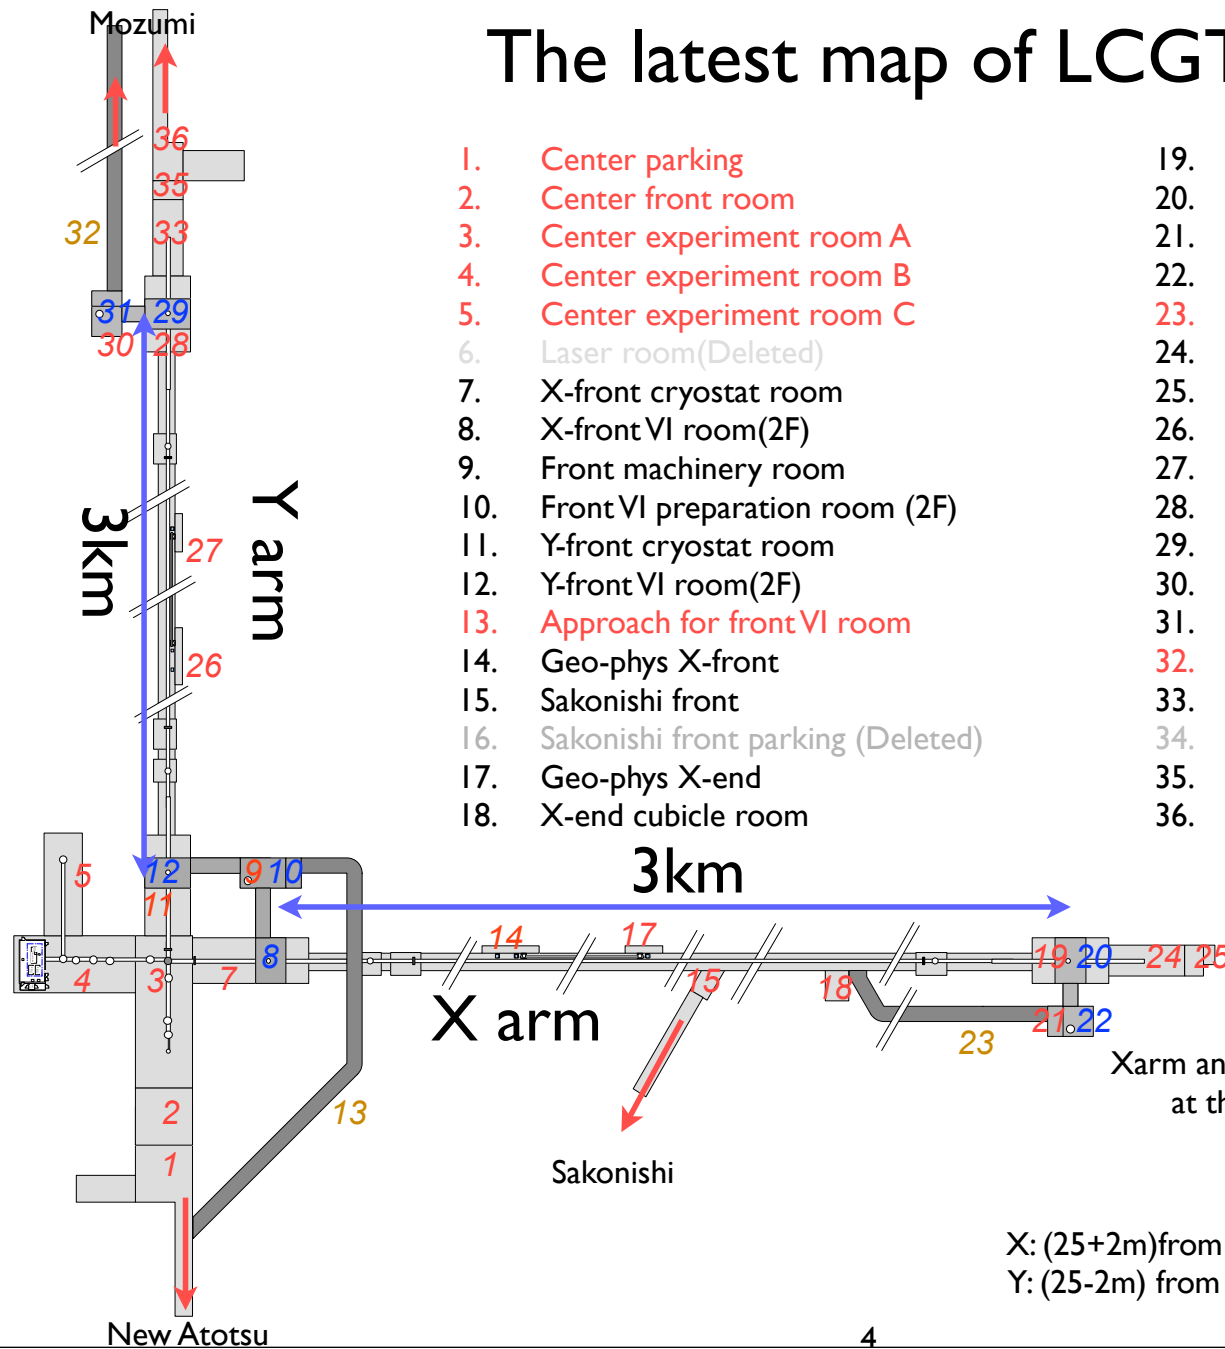 Mozumi
The latest map of LCGT
36
35
32
33
31
29
30
28
1. Center parking 19.
2. Center front room 20.
3. Center experiment room A 21.
4. Center experiment room B 22.
5. Center experiment room C 23.
6. Laser room(Deleted) 24.
7. X-front cryostat room 25.
8. X-front VI room(2F) 26.
9. Front machinery room 27.
10. Front VI preparation room (2F) 28.
11. Y-front cryostat room 29.
12. Y-front VI room(2F) 30.
13. Approach for front VI room 31.
14. Geo-phys X-front 32.
15. Sakonishi front 33.
16. Sakonishi front parking (Deleted) 34.
17. Geo-phys X-end 35.
18. X-end cubicle room 36.
3km
Y arm
27
26
5
12
9
10
11
3km
4
3
7
8
14
17
15
18
19
20
24
25
X arm
21
22
23
2
13
1
Sakonishi
Xarm an
at th
X: (25+2m)from
Y: (25-2m) from
New Atotsu
4